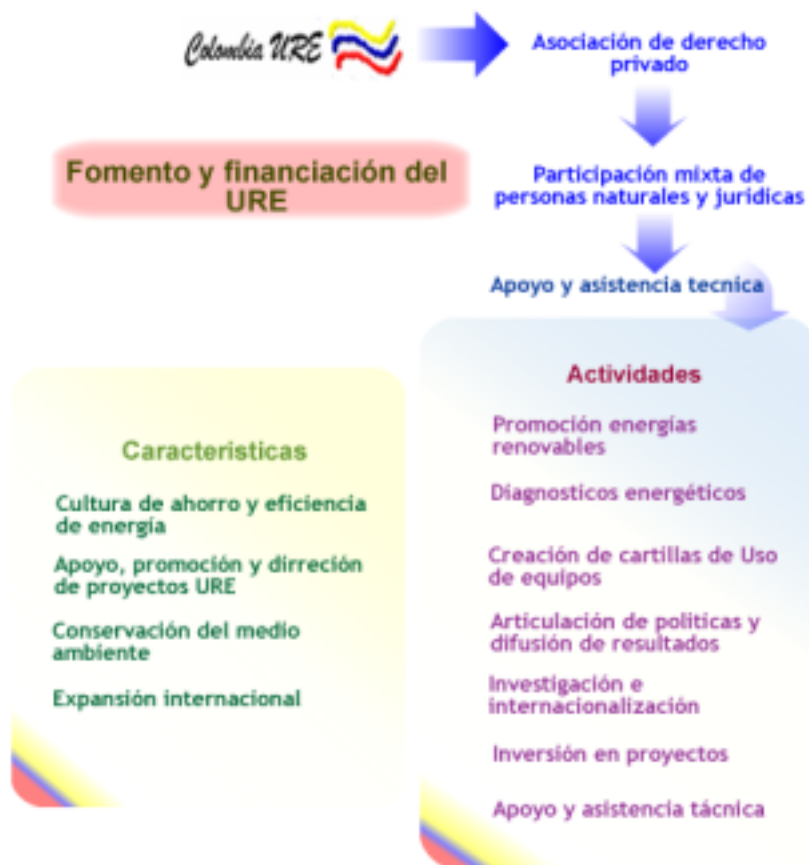 Colombia URE
Asociación de derecho
privado
Fomento y financiación del
URE
Participación mixta de
personas naturales y jurídicas
Apoyo y asistencia tecnica
Caracteristicas
Cultura de ahorro y eficiencia
de energía
Apoyo, promoción y dirreción
de proyectos URE
Conservación del medio
ambiente
Expansión internacional
Actividades
Promoción energías
renovables
Diagnosticos energéticos
Creación de cartillas de Uso
de equipos
Articulación de politicas y
difusión de resultados
Investigación e
internacionalización
Inversión en proyectos
Apoyo y asistencia tácnica